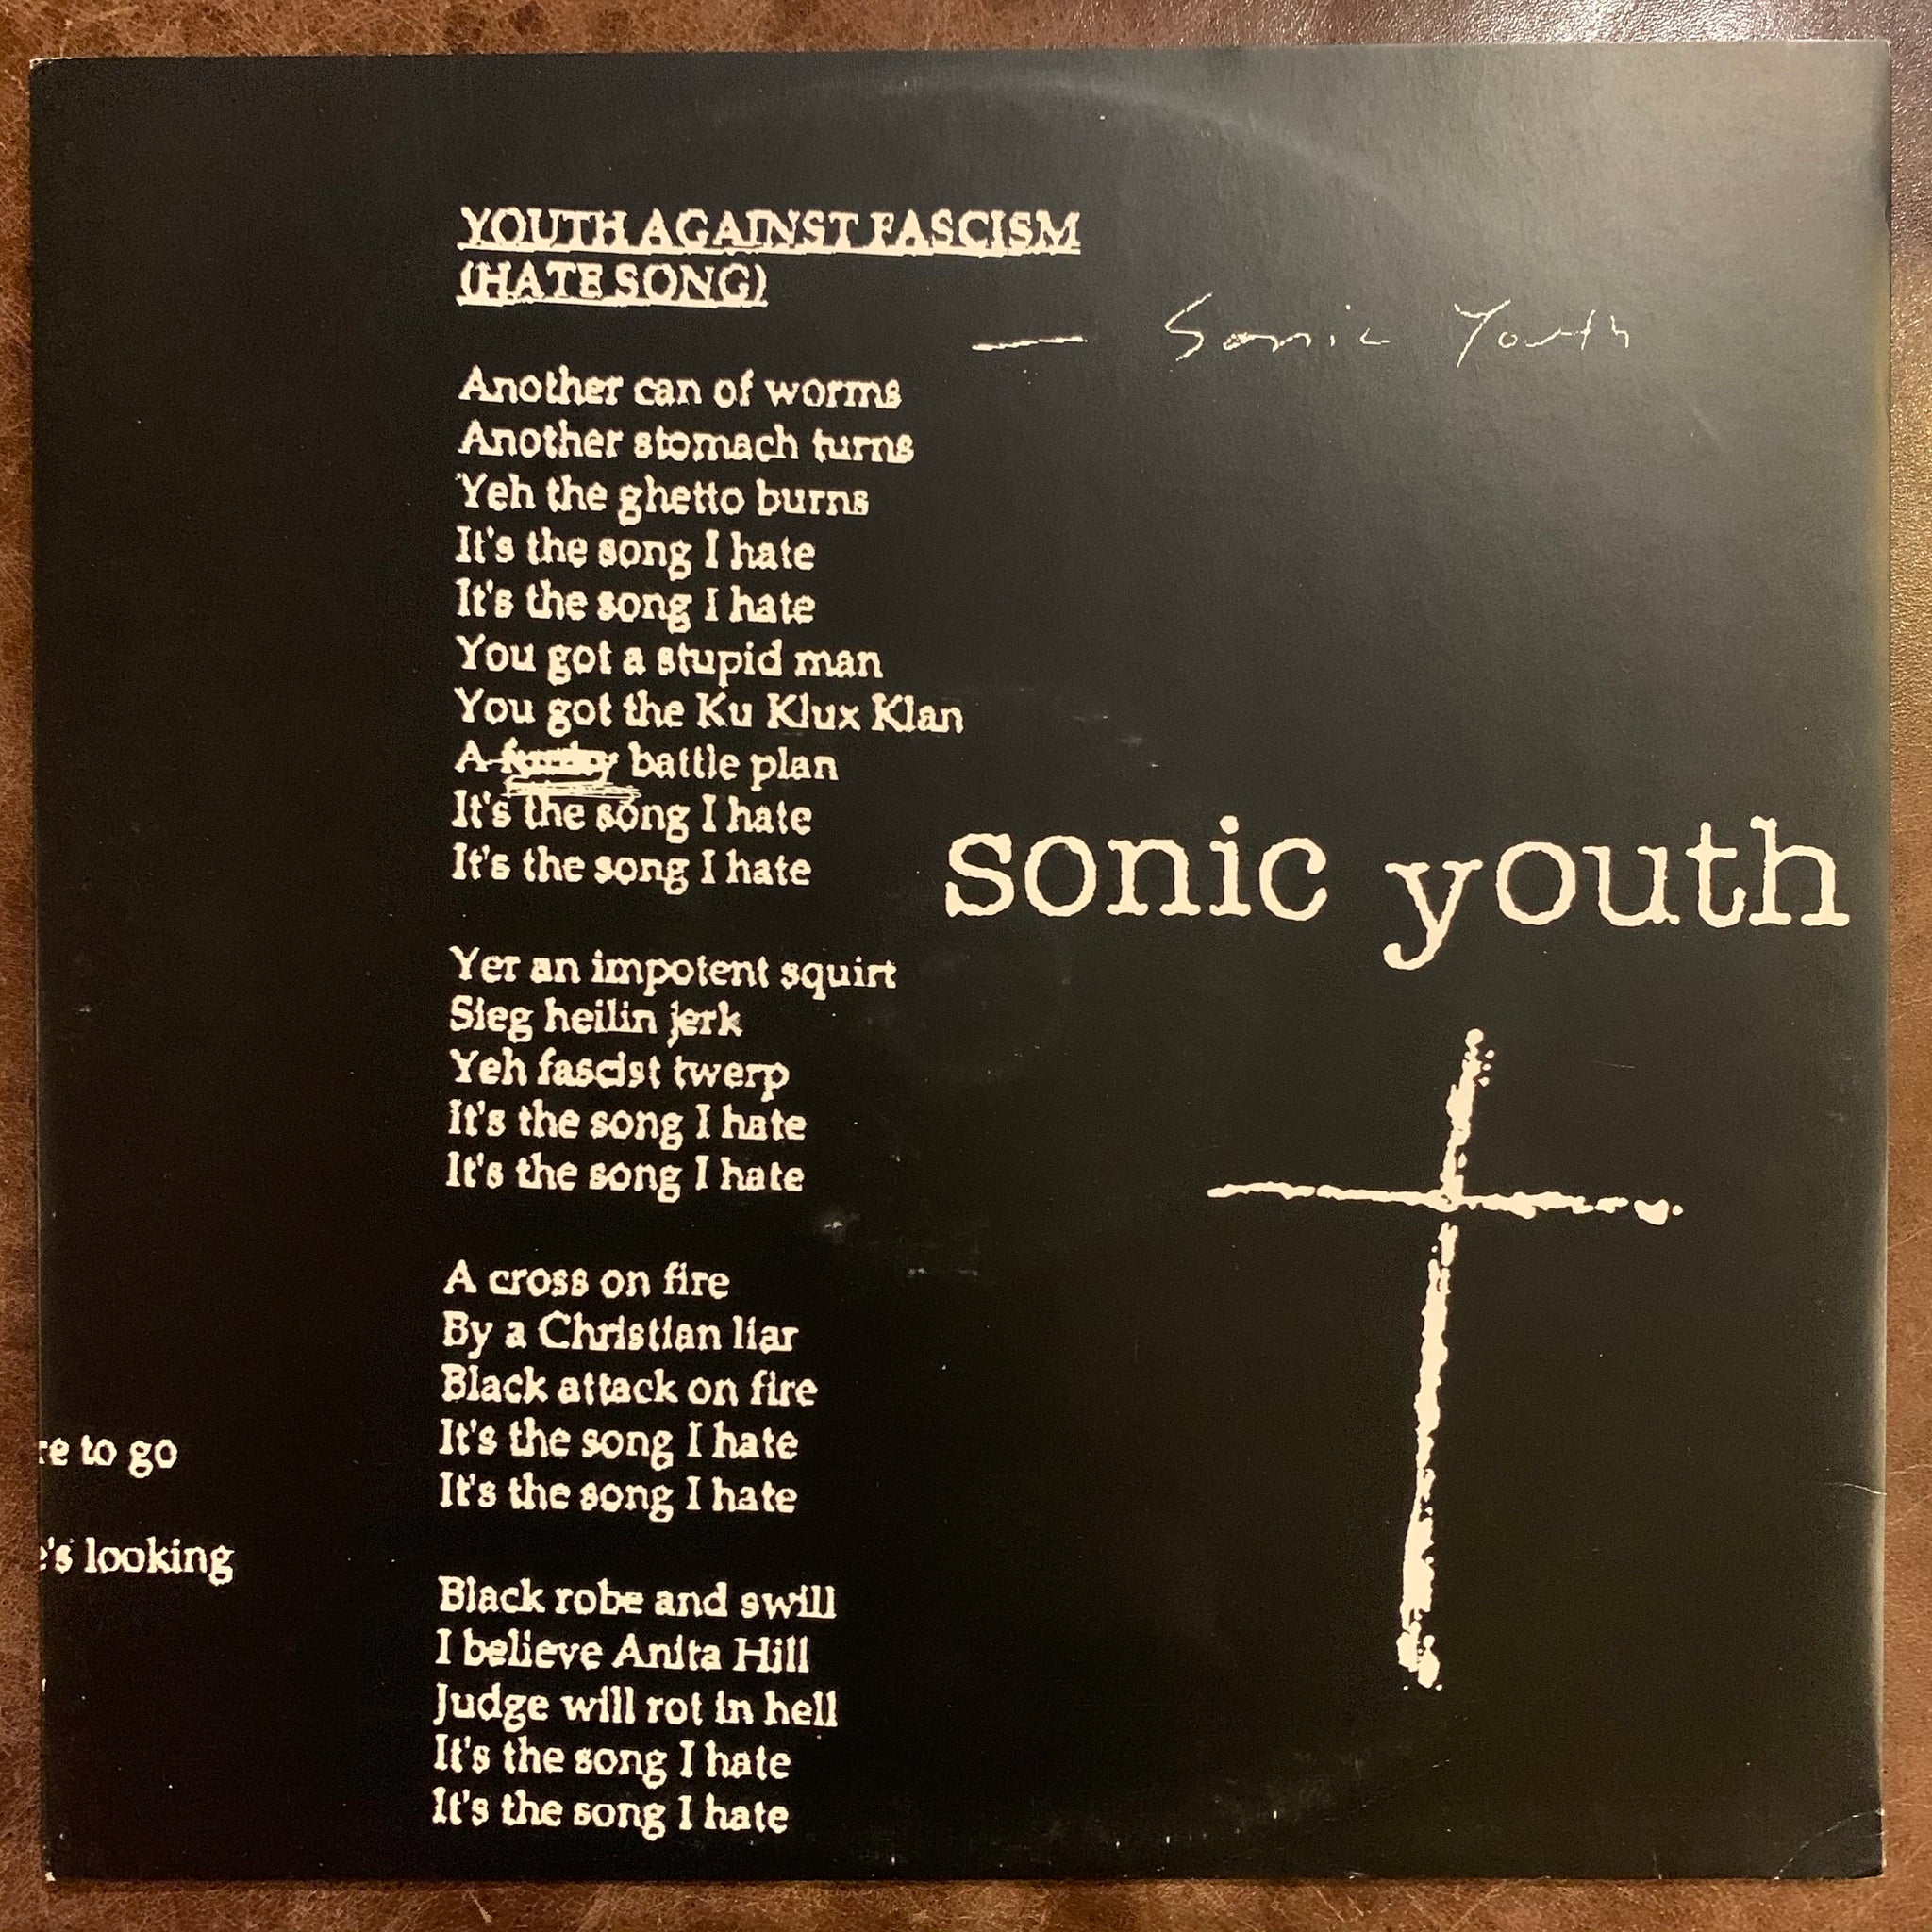 YOUTH AGAINST FASCISM
(HATE SONG)
— Sonic Youth
Another can of worms
Another stomach turns
Yeh the ghetto burns
It's the song I hate
It's the song I hate
You got a stupid man
You got the Ku Klux Klan
A battle plan
It's the song I hate
It's the song I hate
sonic youth
Yer an impotent squirt
Sieg heilin jerk
Yeh fascist twerp
It's the song I hate
It's the song I hate
A cross on fire
By a Christian liar
Black attack on fire
It's the song I hate
It's the song I hate
Black robe and swill
I believe Anita Hill
Judge will rot in hell
It's the song I hate
It's the song I hate
re to go
's looking